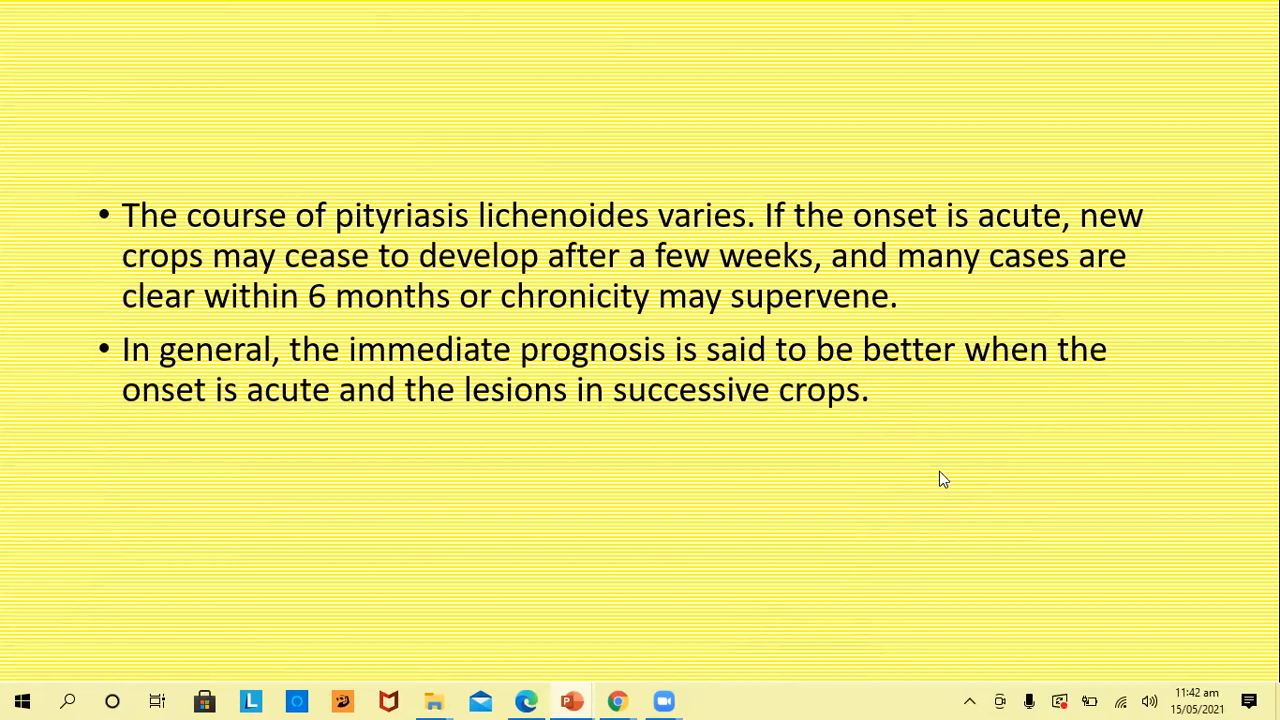 • The course of pityriasis lichenoides varies. If the onset is acute, new
crops may cease to develop after a few weeks, and many cases are
clear within 6 months or chronicity may supervene.
• In general, the immediate prognosis is said to be better when the
onset is acute and the lesions in successive crops.
L
11:42 am
15/05/2021